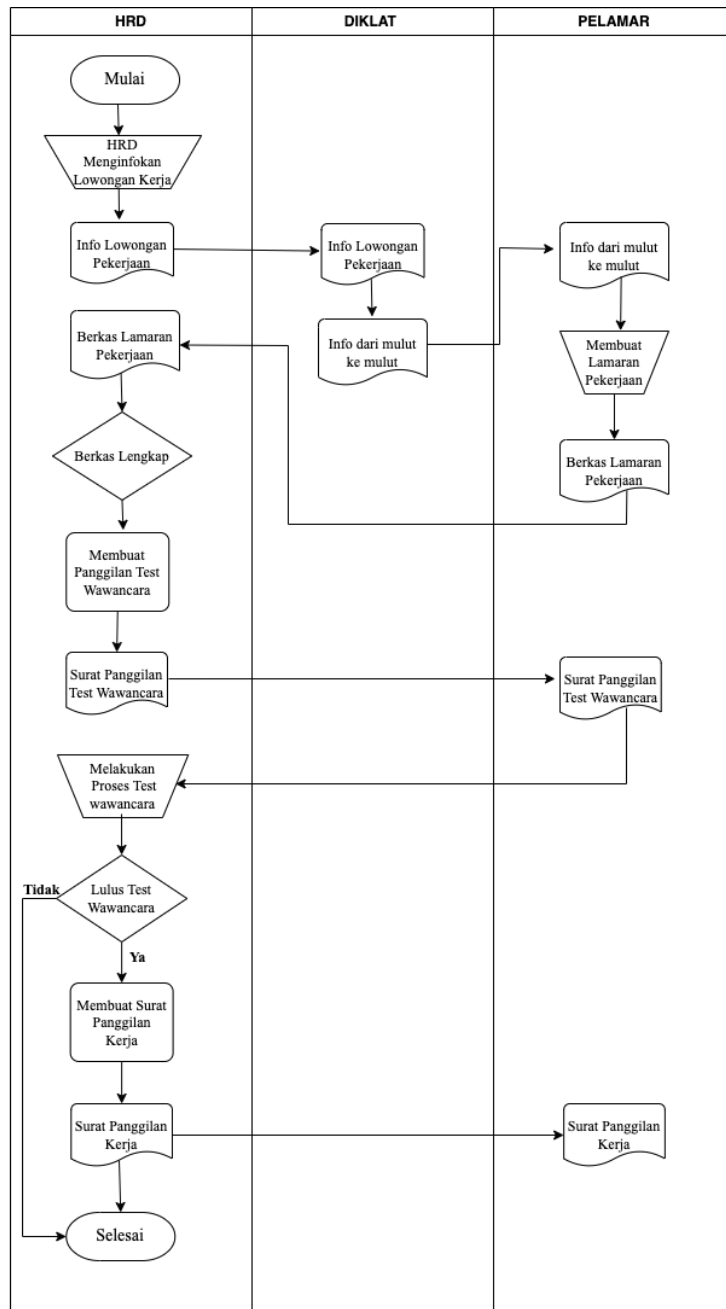 HRD
DIKLAT
PELAMAR
Mulai
HRD
Menginfokan
Lowongan Kerja
Info Lowongan
Pekerjaan
Info Lowongan
Pekerjaan
Info dari mulut
ke mulut
Berkas Lamaran
Pekerjaan
Info dari mulut
ke mulut
Membuat
Lamaran
Pekerjaan
Berkas Lengkap
Berkas Lamaran
Pekerjaan
Membuat
Panggilan Test
Wawancara
Surat Panggilan
Test Wawancara
Surat Panggilan
Test Wawancara
Melakukan
Proses Test
wawancara
Tidak
Lulus Test
Wawancara
Ya
Membuat Surat
Panggilan
Kerja
Surat Panggilan
Kerja
Surat Panggilan
Kerja
Selesai